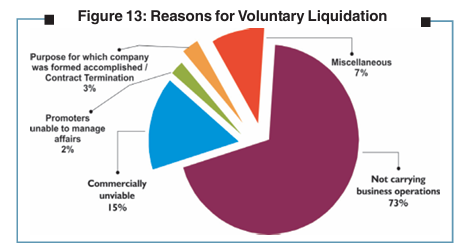 Figure 13: Reasons for Voluntary Liquidation
Purpose for which company
was formed accomplished /
Contract Termination
3%
Miscellaneous
7%
Promoters
unable to manage
affairs
2%
Commercially
unviable
15%
Not carrying
business operations
73%